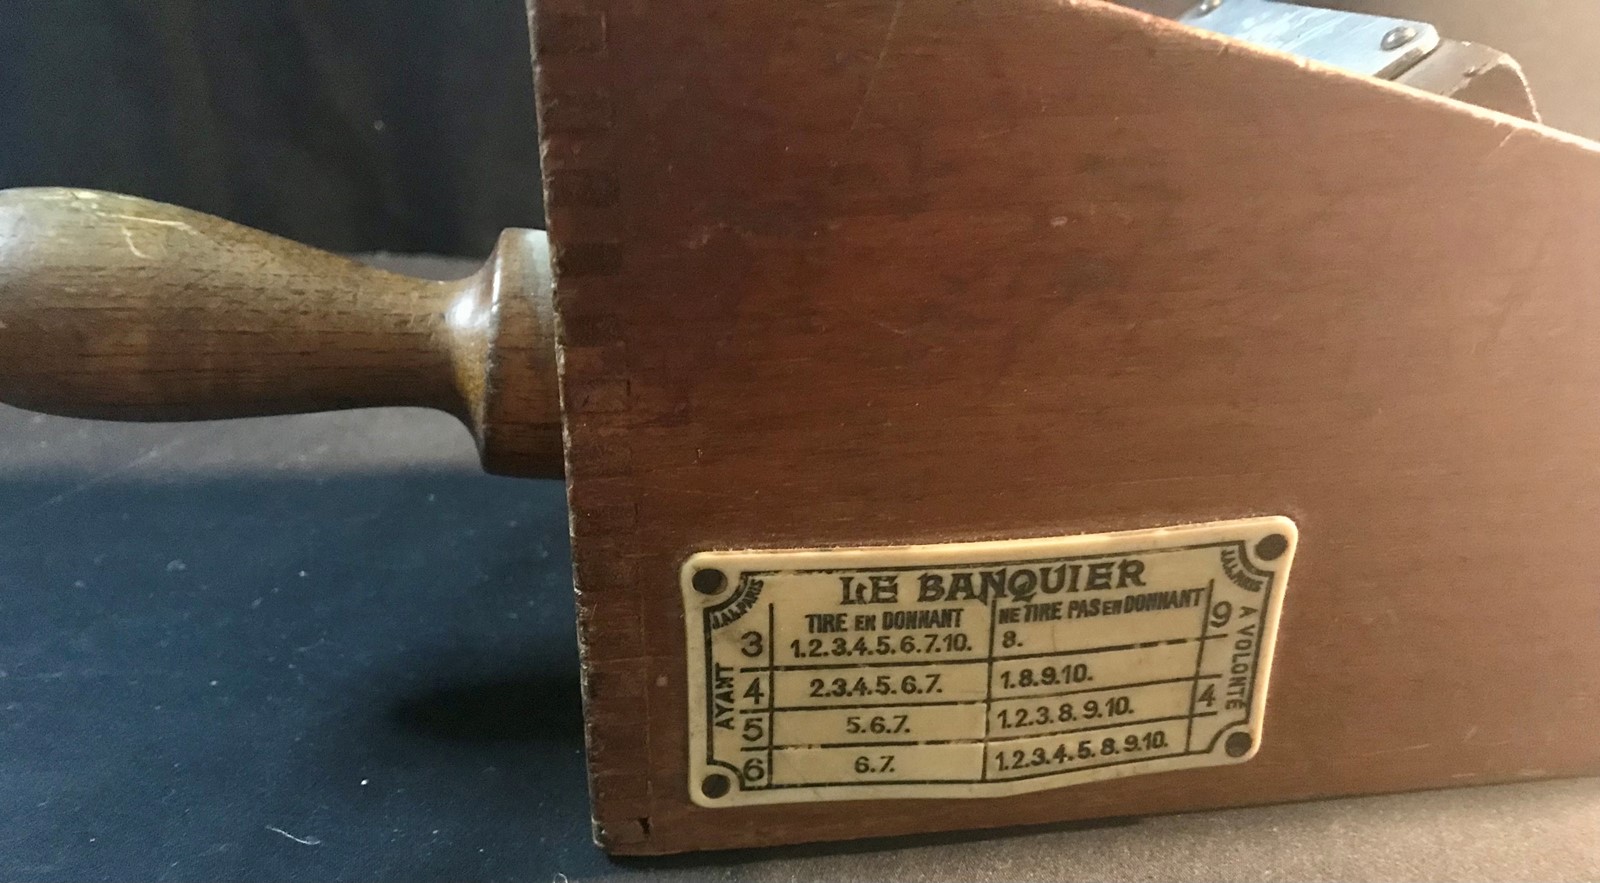 LE BANQUIER
J.A.L. PARIS
J.A.L. PARIS
TIRE EN DONNANT
NE TIRE PAS EN DONNANT
AYANT
3 1.2.3.4.5.6.7.10. 8. 9
4 2.3.4.5.6.7. 1.8.9.10.
5 5.6.7. 1.2.3.8.9.10. 4
6 6.7. 1.2.3.4.5.8.9.10.
A VOLONTÉ